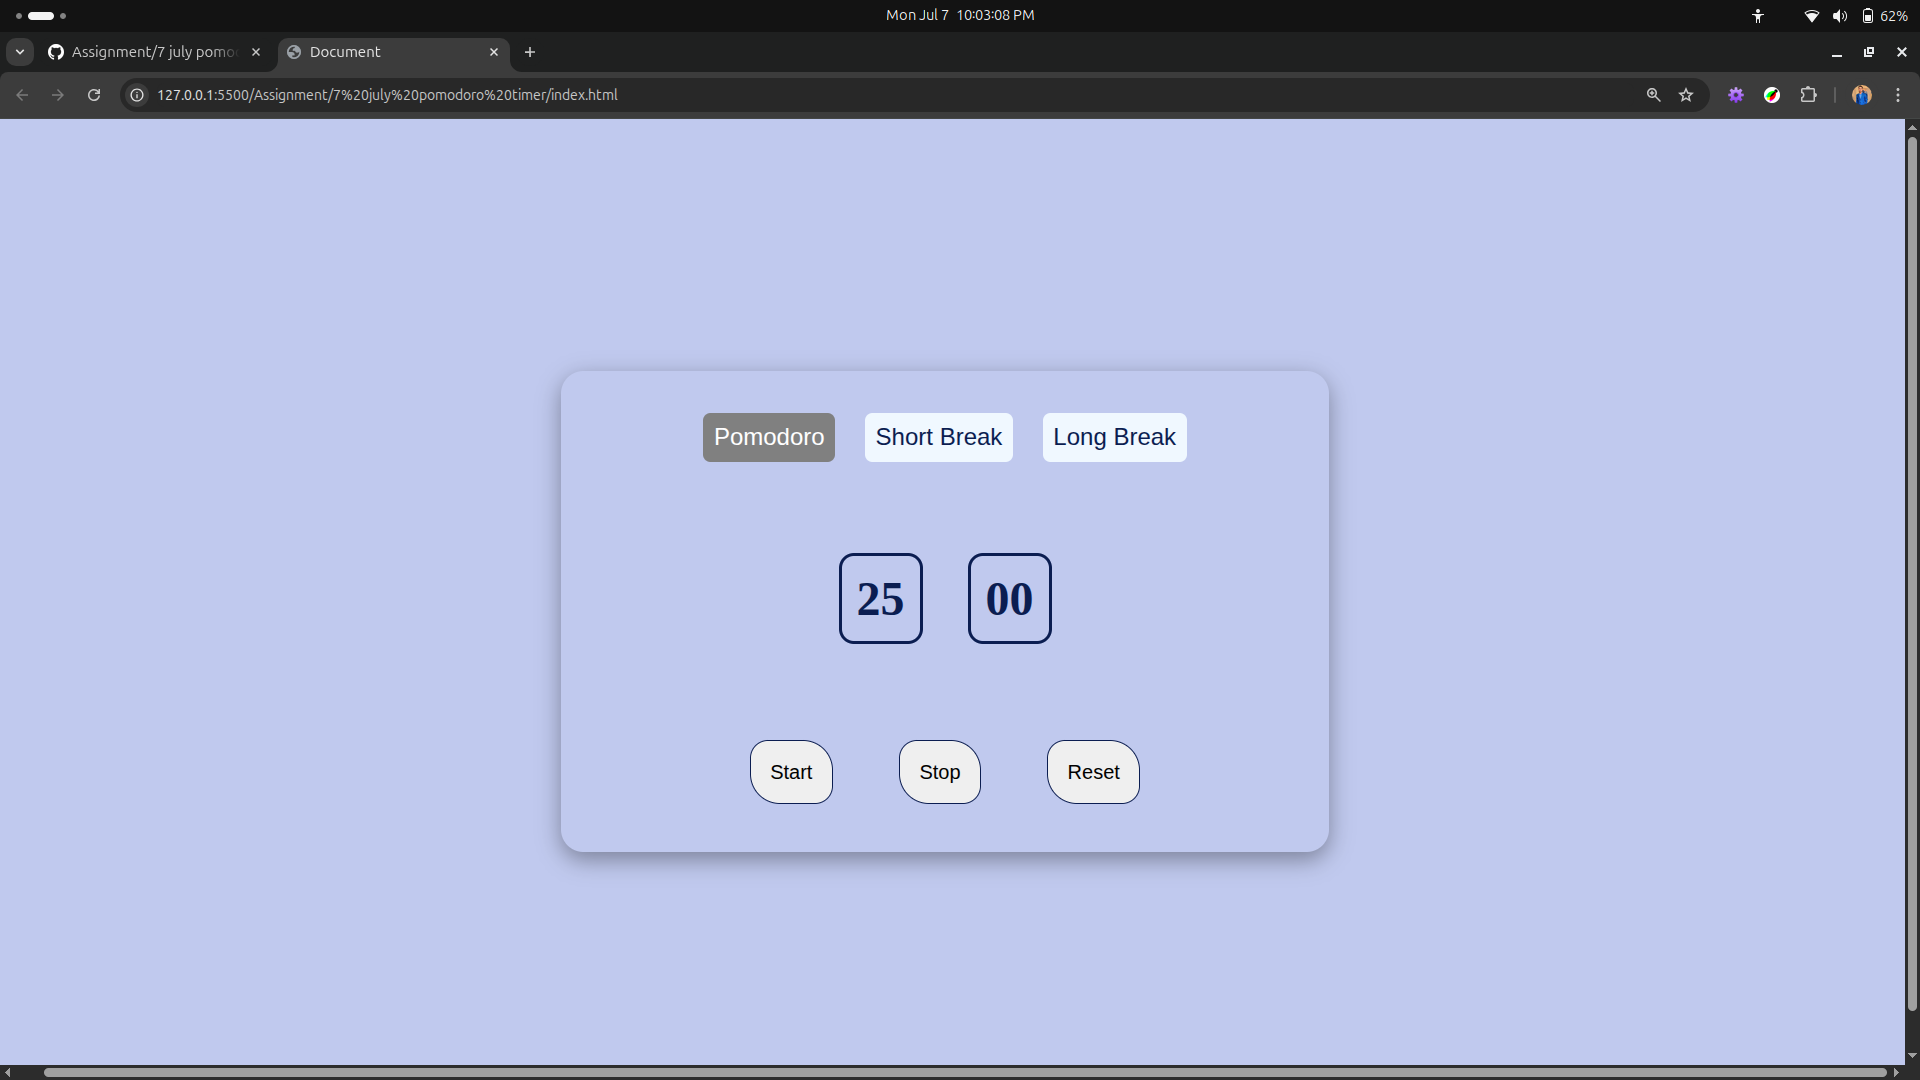 Mon Jul 7 10:03:08 PM
62%
Assignment/7 july pomo
Document
127.0.0.1:5500/Assignment/7%20july%20pomodoro%20timer/index.html
Pomodoro Short Break Long Break
25 00
Start Stop Reset